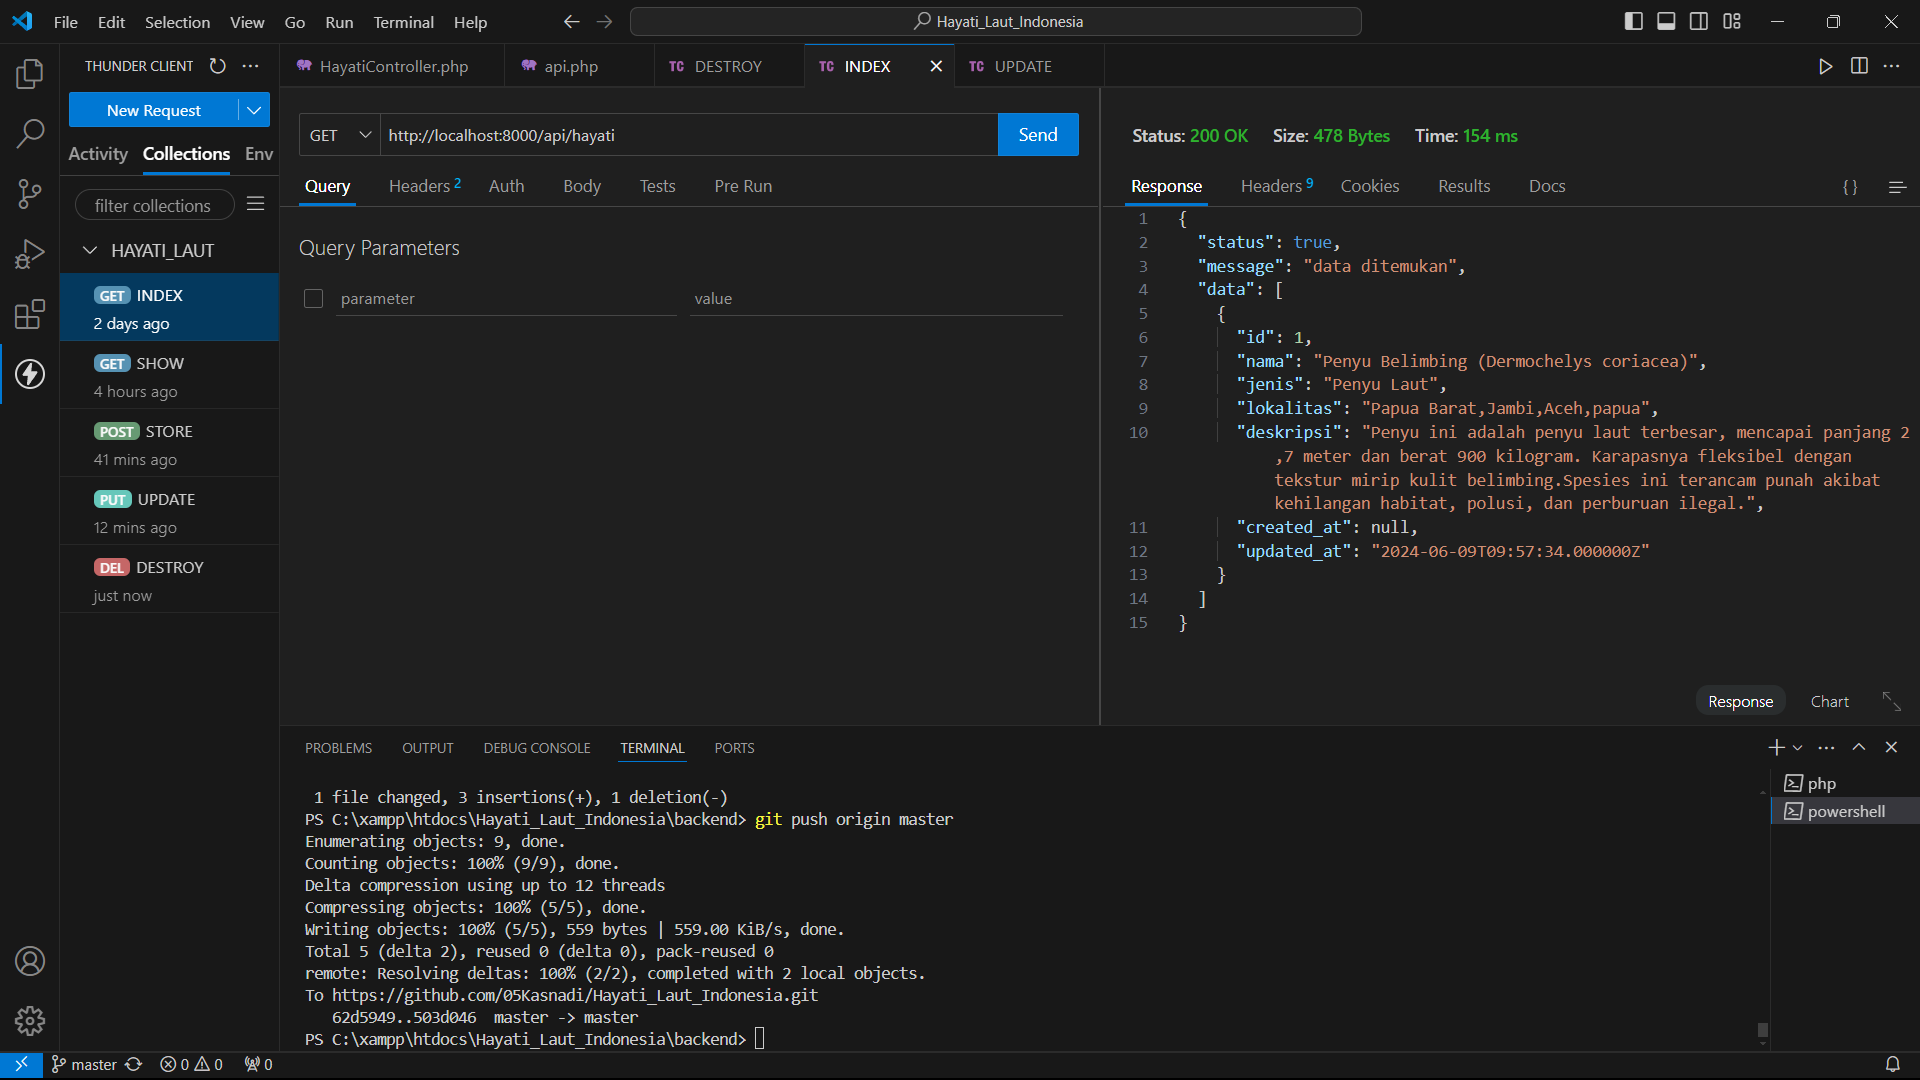 File Edit Selection View Go Run Terminal Help
Hayati_Laut_Indonesia
THUNDER CLIENT
HayatiController.php
api.php
TC DESTROY
TC INDEX
TC UPDATE
New Request
Activity Collections Env
filter collections
HAYATI_LAUT
GET INDEX
2 days ago
GET SHOW
4 hours ago
POST STORE
41 mins ago
PUT UPDATE
12 mins ago
DEL DESTROY
just now
GET http://localhost:8000/api/hayati Send
Query Headers 2 Auth Body Tests Pre Run
Query Parameters
parameter value
Status: 200 OK Size: 478 Bytes Time: 154 ms
Response Headers 9 Cookies Results Docs {}
1 {
2 "status": true,
3 "message": "data ditemukan",
4 "data": [
5 {
6 "id": 1,
7 "nama": "Penyu Belimbing (Dermochelys coriacea)",
8 "jenis": "Penyu Laut",
9 "lokalitas": "Papua Barat,Jambi,Aceh,papua",
10 "deskripsi": "Penyu ini adalah penyu laut terbesar, mencapai panjang 2
,7 meter dan berat 900 kilogram. Karapasnya fleksibel dengan
tekstur mirip kulit belimbing.Spesies ini terancam punah akibat
kehilangan habitat, polusi, dan perburuan ilegal.",
11 "created_at": null,
12 "updated_at": "2024-06-09T09:57:34.000000Z"
13 }
14 ]
15 }
Response Chart
PROBLEMS OUTPUT DEBUG CONSOLE TERMINAL PORTS
1 file changed, 3 insertions(+), 1 deletion(-)
PS C:\xampp\htdocs\Hayati_Laut_Indonesia\backend> git push origin master
Enumerating objects: 9, done.
Counting objects: 100% (9/9), done.
Delta compression using up to 12 threads
Compressing objects: 100% (5/5), done.
Writing objects: 100% (5/5), 559 bytes | 559.00 KiB/s, done.
Total 5 (delta 2), reused 0 (delta 0), pack-reused 0
remote: Resolving deltas: 100% (2/2), completed with 2 local objects.
To https://github.com/05Kasnadi/Hayati_Laut_Indonesia.git
62d5949..503d046 master -> master
PS C:\xampp\htdocs\Hayati_Laut_Indonesia\backend>
php
powershell
master 0 0 0